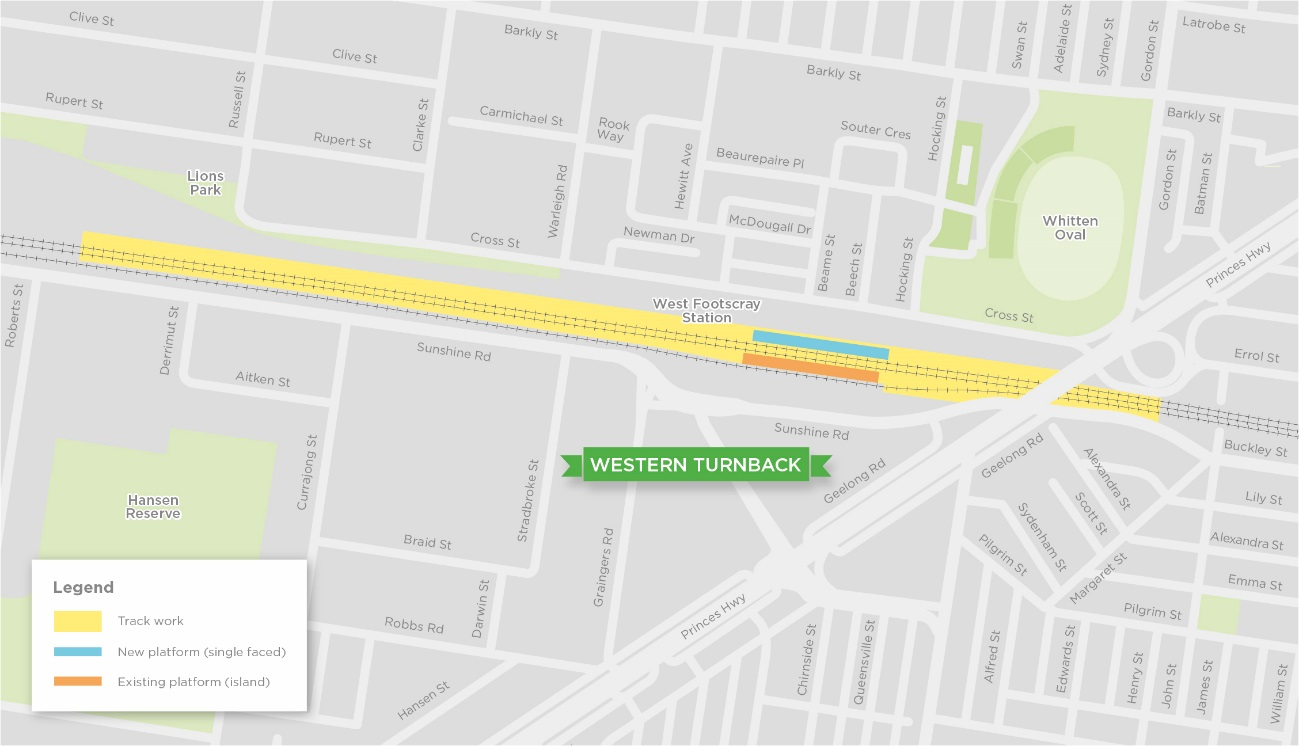 Clive St
Clive St
Barkly St
Barkly St
Swan St
Adelaide St
Sydney St
Gordon St
Latrobe St
Rupert St
Russell St
Rupert St
Clarke St
Carmichael St
Rook
Way
Souter Cres
Hocking St
Barkly St
Beaurepaire Pl
Hewitt Ave
Warleigh Rd
Lions
Park
Gordon St
Batman St
Whitten
Oval
McDougall Dr
Newman Dr
Cross St
Beame St
Beech St
Hocking St
Princes Hwy
West Footscray
Station
Cross St
Roberts St
Derrimut St
Sunshine Rd
Errol St
Aitken St
Sunshine Rd
Buckley St
Geelong Rd
Geelong Rd
WESTERN TURNBACK
Currajong St
Stradbroke St
Alexandra St
Scott St
Lily St
Hansen
Reserve
Sydenham St
Alexandra St
Braid St
Graingers Rd
Pilgrim St
Margaret St
Emma St
Darwin St
Robbs Rd
Princes Hwy
Pilgrim St
Chirnside St
Queensville St
Alfred St
Edwards St
Henry St
John St
James St
William St
Hansen St
Legend
Track work
New platform (single faced)
Existing platform (island)